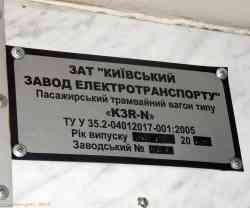 ЗАТ "КИЇВСЬКИЙ
ЗАВОД ЕЛЕКТРОТРАНСПОРТУ"
Пасажирський трамвайний вагон типу
«K3R-N»
ТУ У 35.2-04012017-001:2005
Рік випуску 20
Заводський №